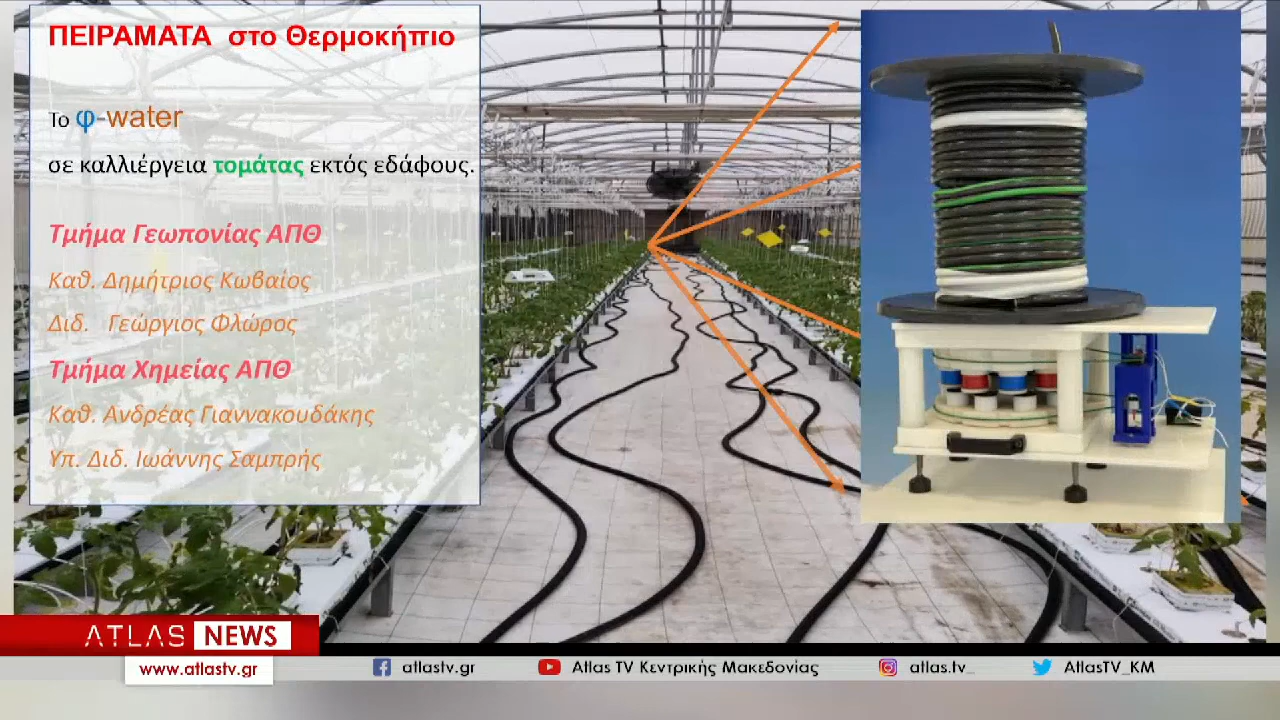 ΠΕΙΡΑΜΑΤΑ στο Θερμοκήπιο
Το φ-water
σε καλλιέργεια τομάτας εκτός εδάφους.
Τμήμα Γεωπονίας ΑΠΘ
Καθ. Δημήτριος Κωβαίος
Διδ. Γεώργιος Φλώρος
Τμήμα Χημείας ΑΠΘ
Καθ. Ανδρέας Γιαννακουδάκης
Υπ. Διδ. Ιωάννης Σαμπρής
ATLAS NEWS
www.atlastv.gr
atlastv.gr
Atlas TV Κεντρικής Μακεδονίας
atlas.tv_
AtlasTV_KM